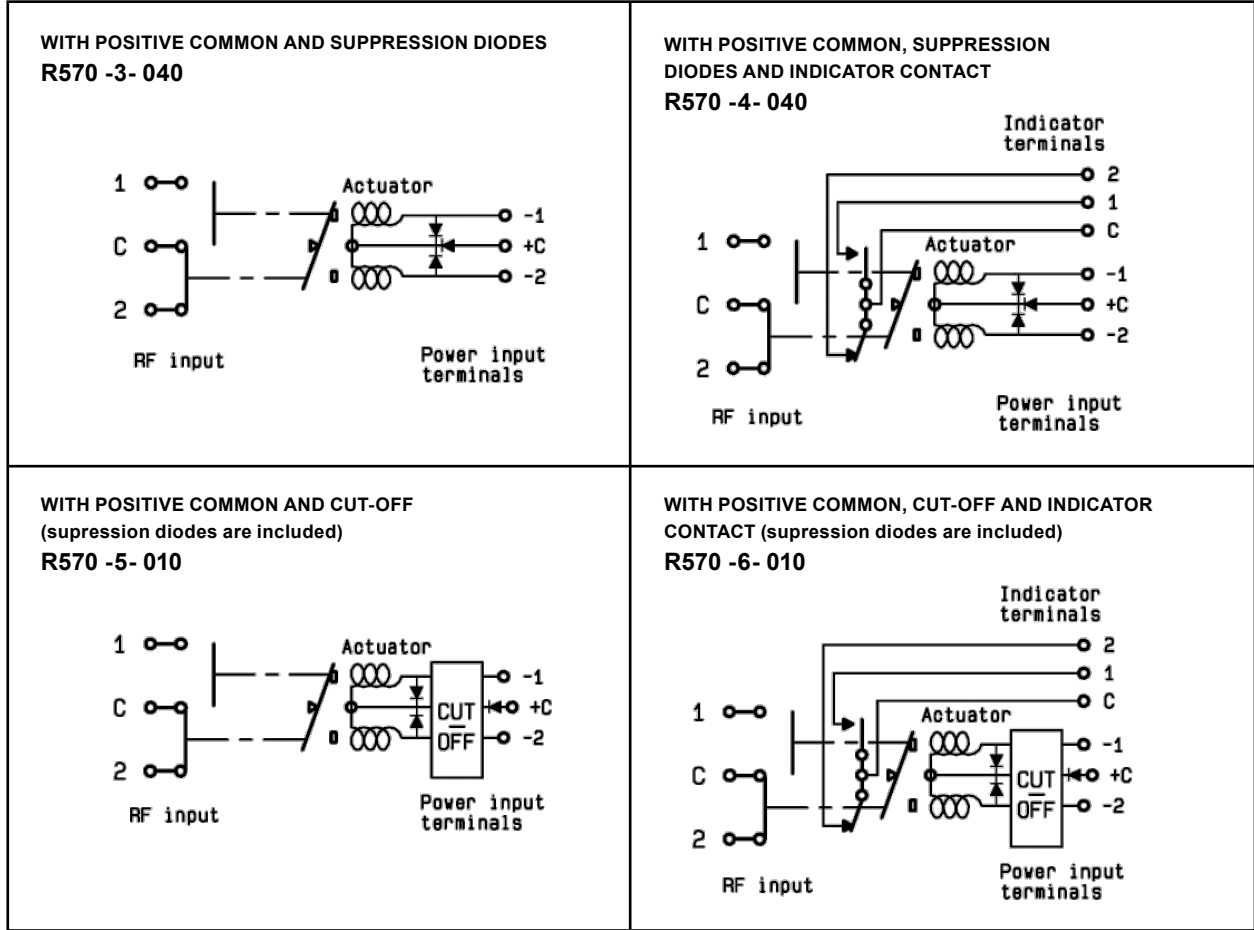 WITH POSITIVE COMMON AND SUPPRESSION DIODES
R570 -3- 040
1
Actuator
-1
C
+C
-2
2
RF input
Power input
terminals
WITH POSITIVE COMMON, SUPPRESSION
DIODES AND INDICATOR CONTACT
R570 -4- 040
Indicator
terminals
2
1
C
1
Actuator
-1
C
+C
-2
2
RF input
Power input
terminals
WITH POSITIVE COMMON AND CUT-OFF
(supression diodes are included)
R570 -5- 010
1
Actuator
-1
C
CUT
+C
OFF
-2
2
RF input
Power input
terminals
WITH POSITIVE COMMON, CUT-OFF AND INDICATOR
CONTACT (supression diodes are included)
R570 -6- 010
Indicator
terminals
2
1
C
1
Actuator
-1
C
CUT
+C
OFF
-2
2
RF input
Power input
terminals